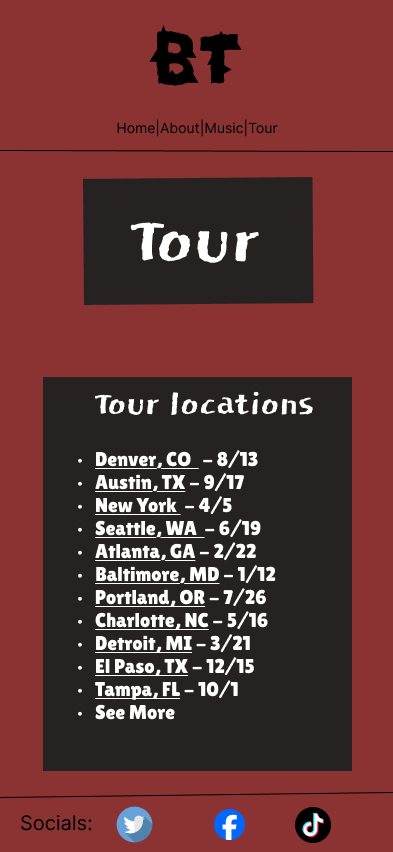 BT
Home|About|Music|Tour
Tour
Tour locations
• Denver, CO – 8/13
• Austin, TX – 9/17
• New York – 4/5
• Seattle, WA – 6/19
• Atlanta, GA – 2/22
• Baltimore, MD – 1/12
• Portland, OR – 7/26
• Charlotte, NC – 5/16
• Detroit, MI – 3/21
• El Paso, TX – 12/15
• Tampa, FL – 10/1
• See More
Socials: